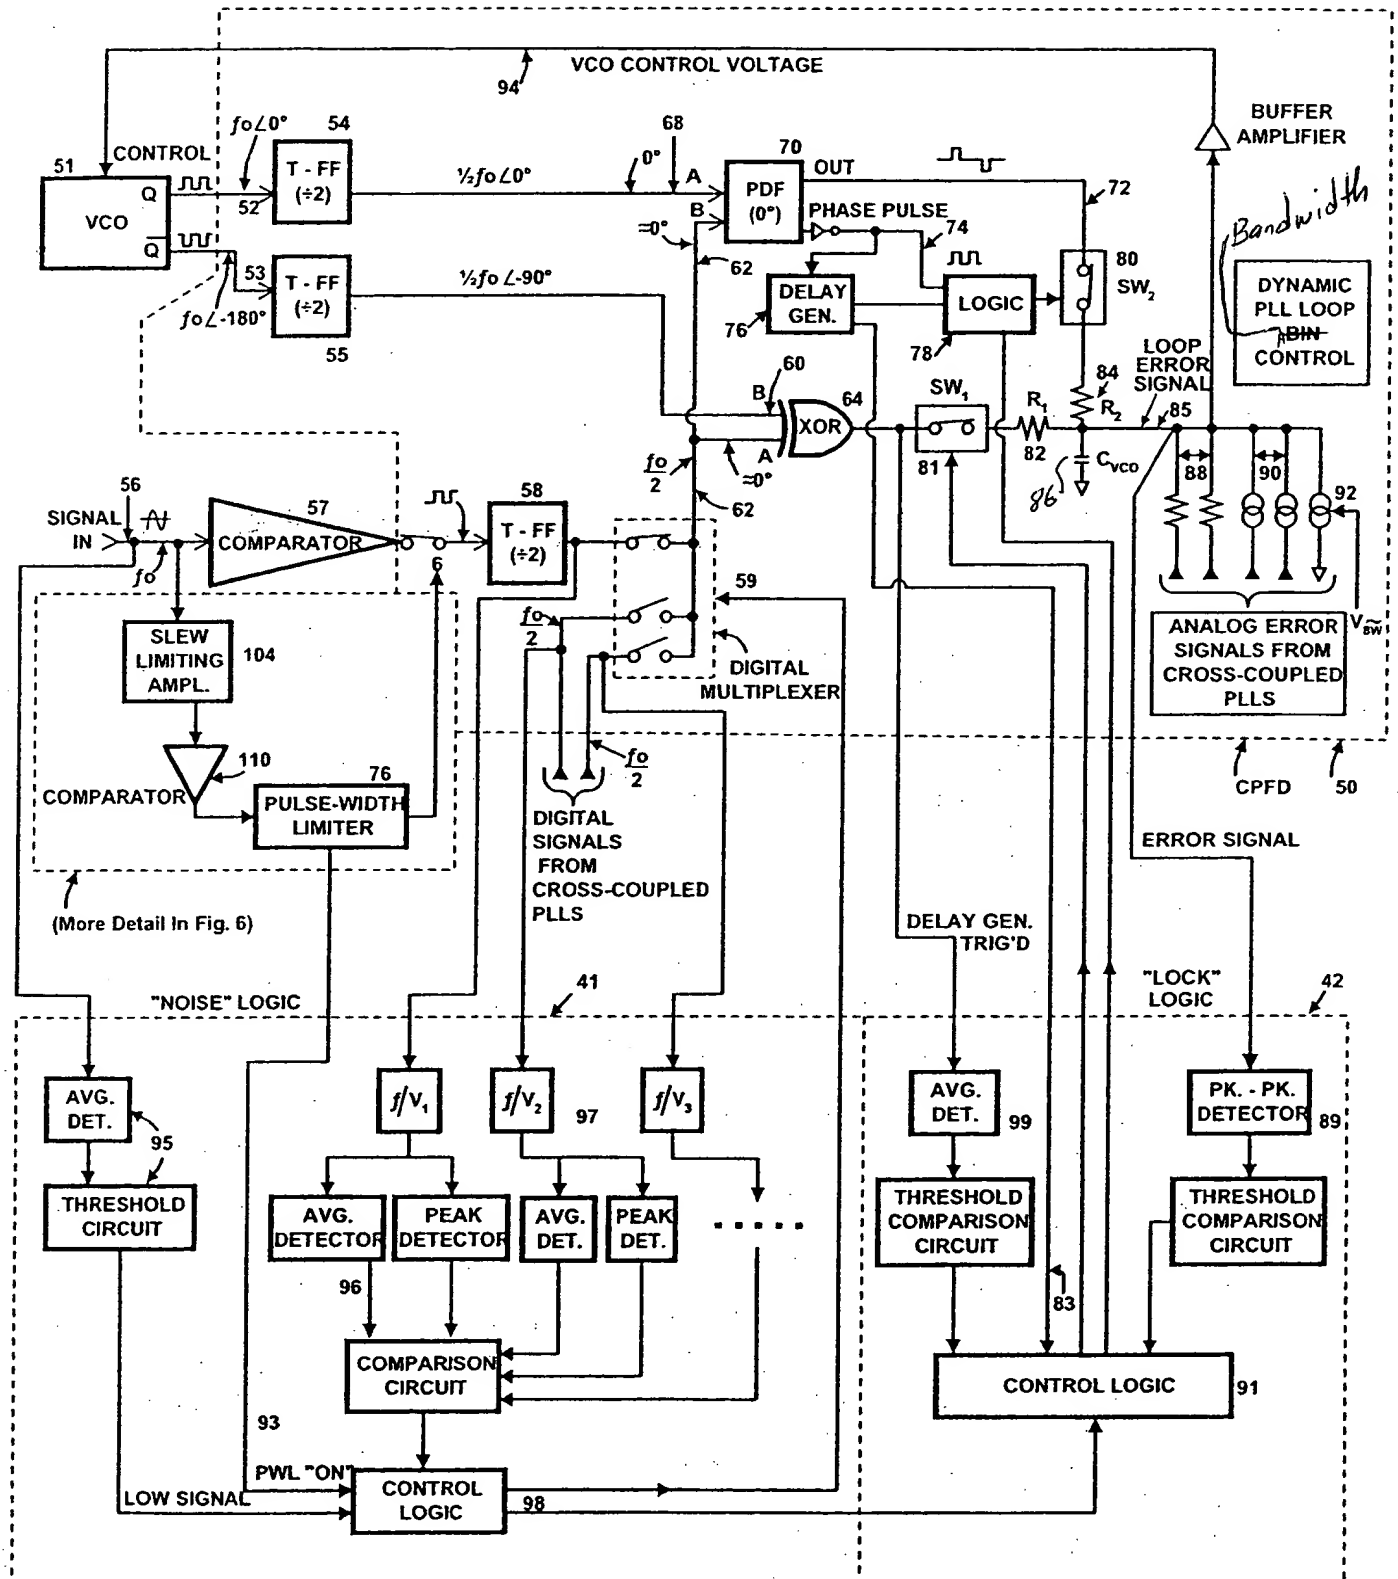 VCO CONTROL VOLTAGE
94
BUFFER
AMPLIFIER
fo∠0°
54
68
70
51
CONTROL
T - FF
(÷2)
½fo∠0°
0°
A
B
PDF
(0°)
OUT
72
Q
52
VCO
Q̅
≈0°
62
PHASE PULSE
74
Bandwidth
53
T - FF
(÷2)
fo∠-180°
55
½fo∠-90°
DELAY
GEN.
76
LOGIC
78
80
SW₂
DYNAMIC
PLL LOOP
BIN
CONTROL
LOOP
ERROR
SIGNAL
84
R₂
85
60
B
A
XOR
64
SW₁
81
R₁
82
86
C_VCO
88
90
92
fo/2
≈0°
62
56
SIGNAL
IN
fo
57
COMPARATOR
6
58
T - FF
(÷2)
59
fo/2
DIGITAL
MULTIPLEXER
ANALOG ERROR
SIGNALS FROM
CROSS-COUPLED
PLLS
SLEW
LIMITING
AMPL.
104
110
COMPARATOR
76
PULSE-WIDTH
LIMITER
fo/2
DIGITAL
SIGNALS
FROM
CROSS-COUPLED
PLLS
CPFD
50
ERROR SIGNAL
(More Detail In Fig. 6)
DELAY GEN.
TRIG'D
"NOISE" LOGIC
41
"LOCK"
LOGIC
42
AVG.
DET.
95
f/V₁
f/V₂
97
f/V₃
AVG.
DET.
99
PK. - PK.
DETECTOR
89
THRESHOLD
CIRCUIT
AVG.
DETECTOR
PEAK
DETECTOR
AVG.
DET.
PEAK
DET.
THRESHOLD
COMPARISON
CIRCUIT
THRESHOLD
COMPARISON
CIRCUIT
96
83
COMPARISON
CIRCUIT
CONTROL LOGIC
91
93
PWL "ON"
LOW SIGNAL
CONTROL
LOGIC
98